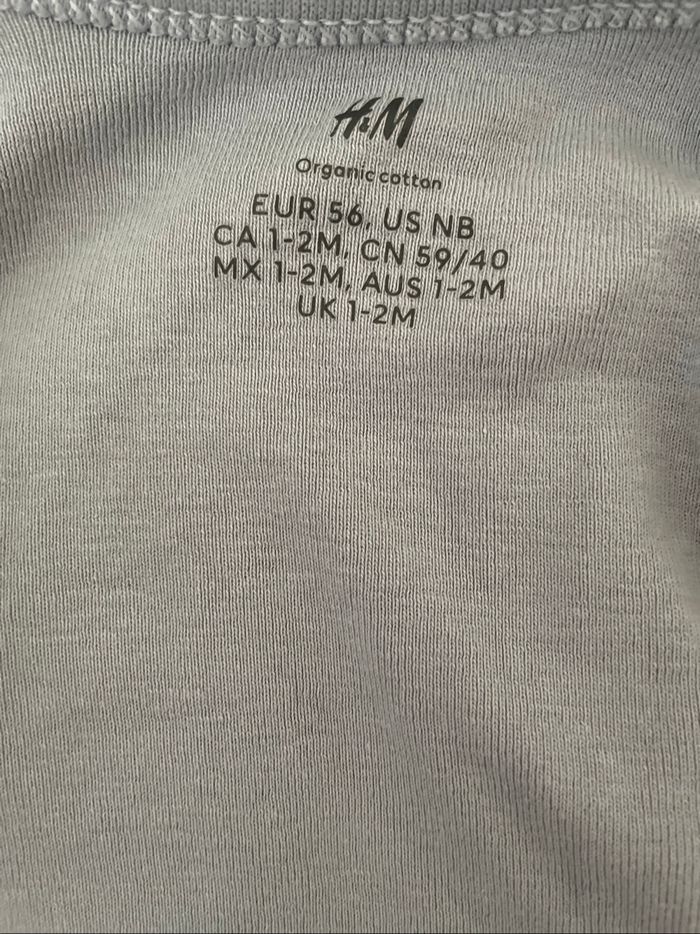 H&M
Organic cotton
EUR 56, US NB
CA 1-2M, CN 59/40
MX 1-2M, AUS 1-2M
UK 1-2M